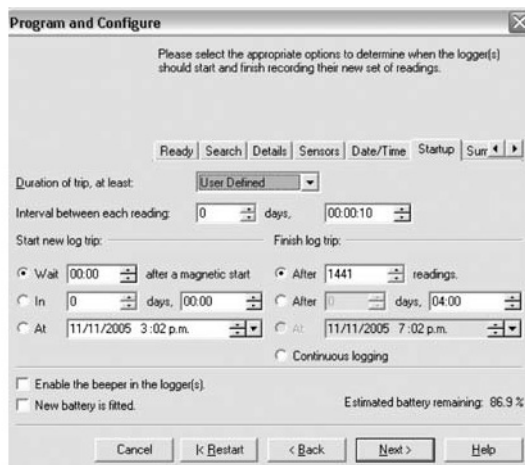 Program and Configure
Please select the appropriate options to determine when the logger(s)
should start and finish recording their new set of readings.
Ready Search Details Sensors Date/Time Startup Sum
Duration of trip, at least: User Defined
Interval between each reading: 0 days, 00:00:10
Start new log trip: Finish log trip:
Wait 00:00 after a magnetic start After 1441 readings.
In 0 days, 00:00 After 0 days, 04:00
At 11/11/2005 3:02 p.m. At 11/11/2005 7:02 p.m.
Continuous logging
Enable the beeper in the logger(s).
New battery is fitted. Estimated battery remaining: 86.9 %
Cancel |< Restart < Back Next > Help